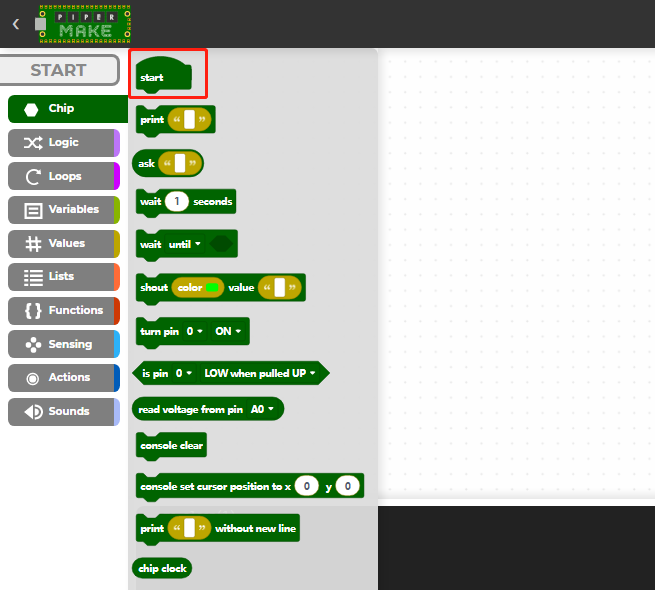 PIPER
MAKE
START
Chip
Logic
Loops
Variables
Values
Lists
Functions
Sensing
Actions
Sounds
start
print “ ”
ask “ ”
wait 1 seconds
wait until
shout color value “ ”
turn pin 0 ON
is pin 0 LOW when pulled UP
read voltage from pin A0
console clear
console set cursor position to x 0 y 0
print “ ” without new line
chip clock